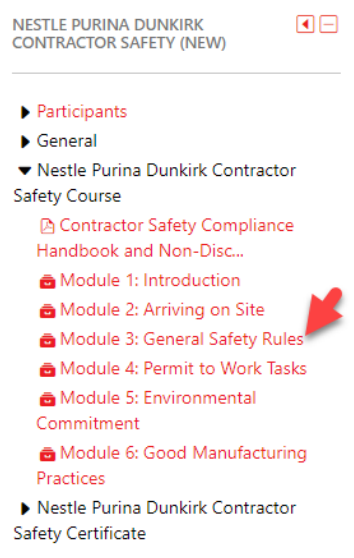 NESTLE PURINA DUNKIRK
CONTRACTOR SAFETY (NEW)
Participants
General
Nestle Purina Dunkirk Contractor
Safety Course
Contractor Safety Compliance
Handbook and Non-Disc...
Module 1: Introduction
Module 2: Arriving on Site
Module 3: General Safety Rules
Module 4: Permit to Work Tasks
Module 5: Environmental
Commitment
Module 6: Good Manufacturing
Practices
Nestle Purina Dunkirk Contractor
Safety Certificate